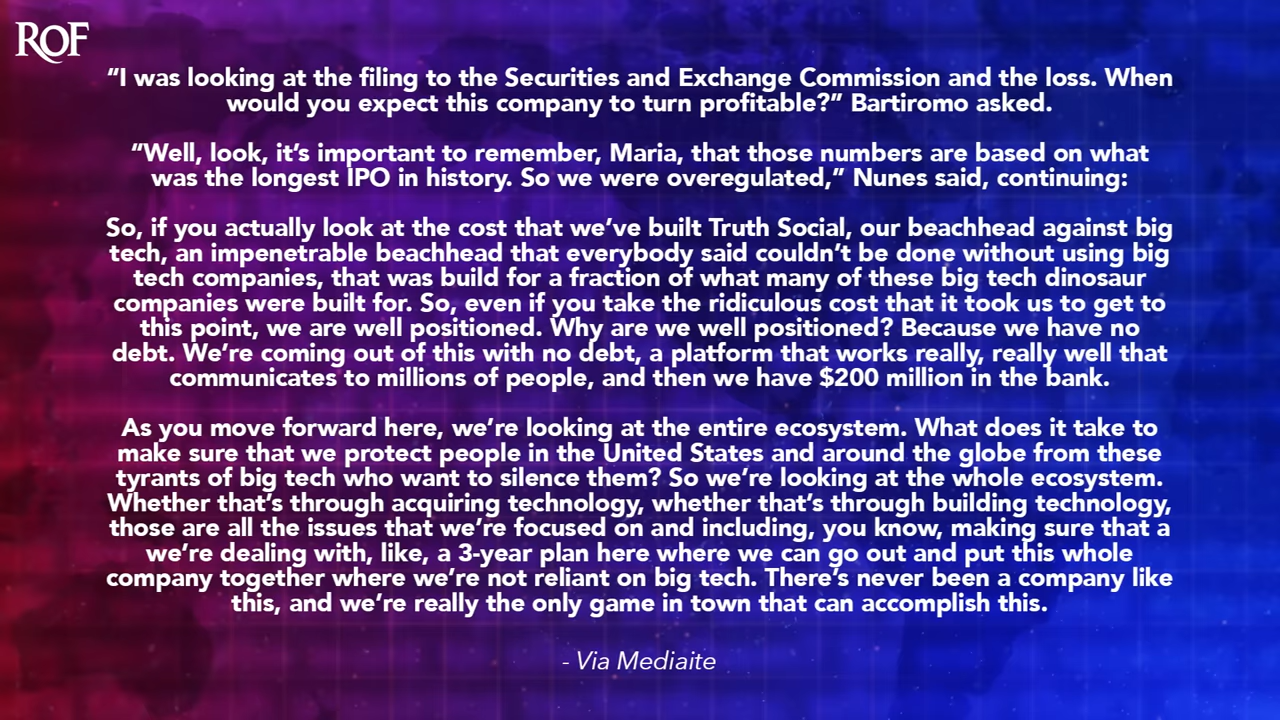 ROF
“I was looking at the filing to the Securities and Exchange Commission and the loss. When
would you expect this company to turn profitable?” Bartiromo asked.
“Well, look, it’s important to remember, Maria, that those numbers are based on what
was the longest IPO in history. So we were overegulated,” Nunes said, continuing:
So, if you actually look at the cost that we’ve built Truth Social, our beachhead against big
tech, an impenetrable beachhead that everybody said couldn’t be done without using big
tech companies, that was build for a fraction of what many of these big tech dinosaur
companies were built for. So, even if you take the ridiculous cost that it took us to get to
this point, we are well positioned. Why are we well positioned? Because we have no
debt. We’re coming out of this with no debt, a platform that works really, really well that
communicates to millions of people, and then we have $200 million in the bank.
As you move forward here, we’re looking at the entire ecosystem. What does it take to
make sure that we protect people in the United States and around the globe from these
tyrants of big tech who want to silence them? So we’re looking at the whole ecosystem.
Whether that’s through acquiring technology, whether that’s through building technology,
those are all the issues that we’re focused on and including, you know, making sure that a
we’re dealing with, like, a 3-year plan here where we can go out and put this whole
company together where we’re not reliant on big tech. There’s never been a company like
this, and we’re really the only game in town that can accomplish this.
- Via Mediaite